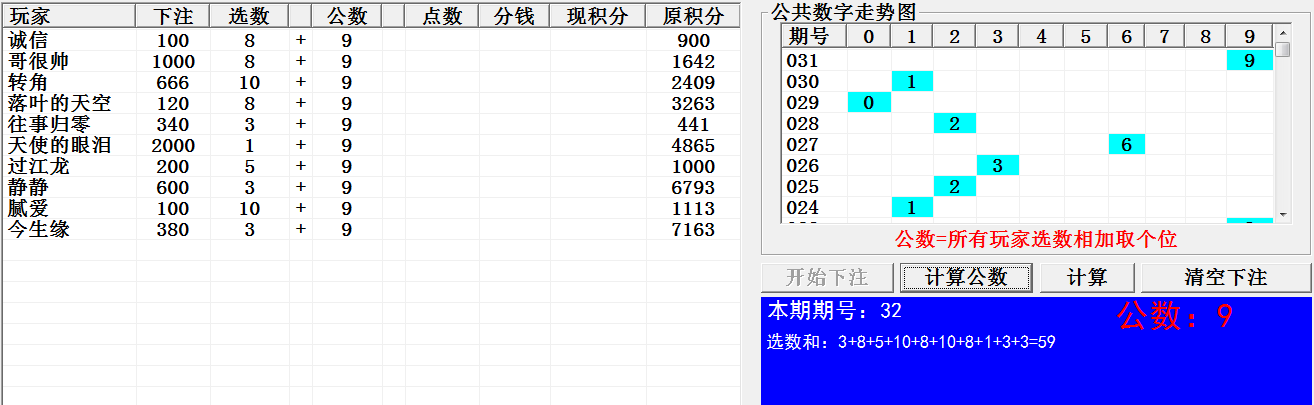 玩家 下注 选数 公数 点数 分钱 现积分 原积分
诚信 100 8 + 9 900
哥很帅 1000 8 + 9 1642
转角 666 10 + 9 2409
落叶的天空 120 8 + 9 3263
往事归零 340 3 + 9 441
天使的眼泪 2000 1 + 9 4865
过江龙 200 5 + 9 1000
静静 600 3 + 9 6793
腻爱 100 10 + 9 1113
今生缘 380 3 + 9 7163
公共数字走势图
期号 0 1 2 3 4 5 6 7 8 9
031 9
030 1
029 0
028 2
027 6
026 3
025 2
024 1
公数=所有玩家选数相加取个位
开始下注 计算公数 计算 清空下注
本期期号：32 公数：9
选数和：3+8+5+10+8+10+8+1+3+3=59